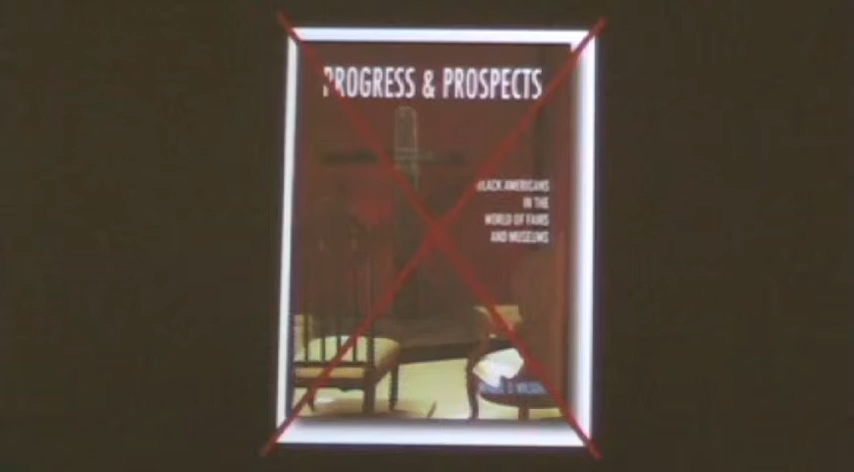 PROGRESS & PROSPECTS
BLACK AMERICANS
IN THE
WORLD OF FAIRS
AND MUSEUMS